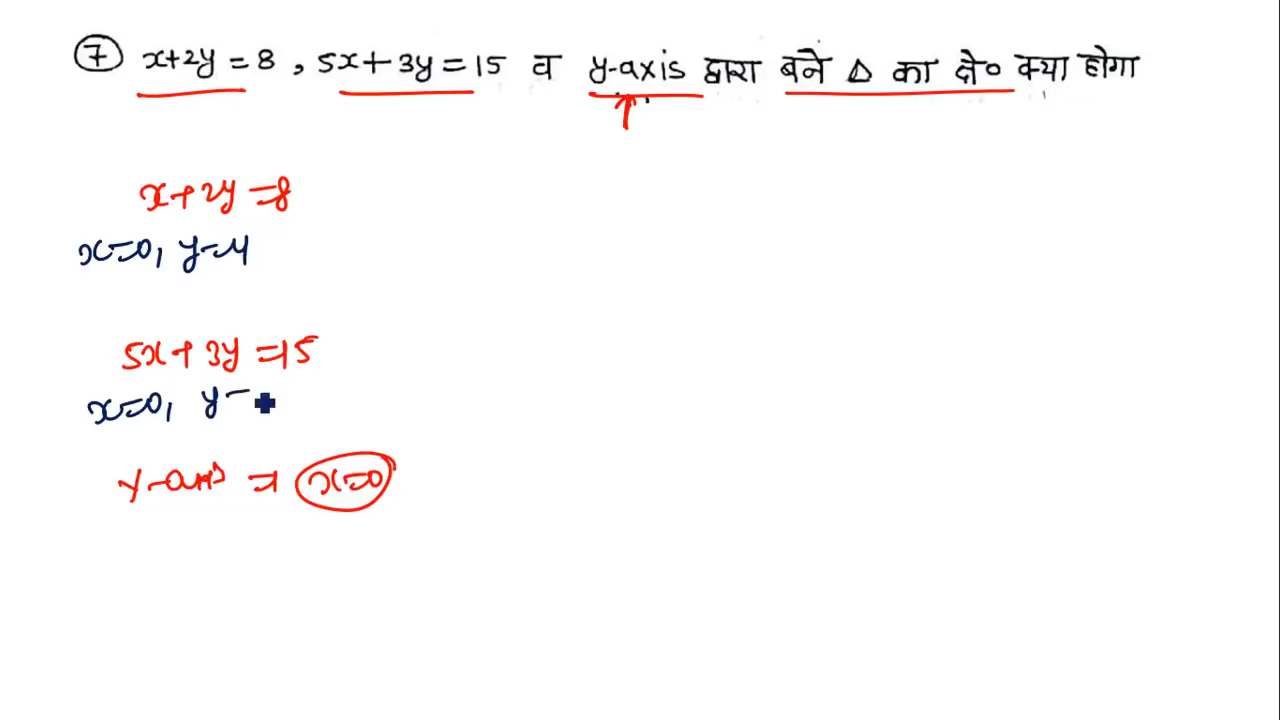 ⑦ x+2y=8, 5x+3y=15 व y-axis द्वारा बने Δ का क्षे० क्या होगा
x+2y=8
x=0, y=4
5x+3y=15
x=0, y=
y-axis = x=0